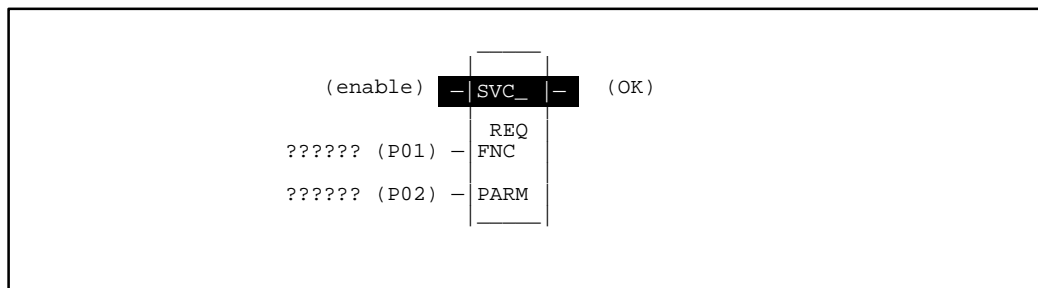 (enable) SVC_ (OK)
REQ
?????? (P01) FNC
?????? (P02) PARM